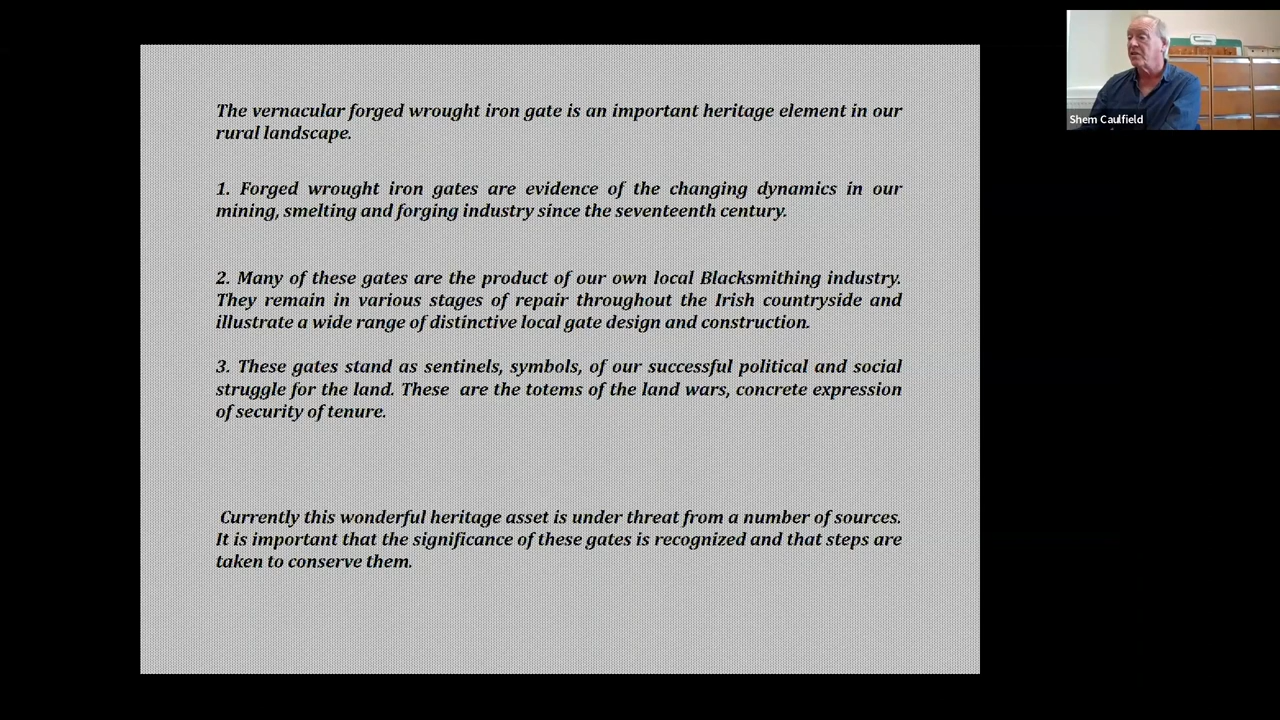 The vernacular forged wrought iron gate is an important heritage element in our
rural landscape.
1. Forged wrought iron gates are evidence of the changing dynamics in our
mining, smelting and forging industry since the seventeenth century.
2. Many of these gates are the product of our own local Blacksmithing industry.
They remain in various stages of repair throughout the Irish countryside and
illustrate a wide range of distinctive local gate design and construction.
3. These gates stand as sentinels, symbols, of our successful political and social
struggle for the land. These are the totems of the land wars, concrete expression
of security of tenure.
Currently this wonderful heritage asset is under threat from a number of sources.
It is important that the significance of these gates is recognized and that steps are
taken to conserve them.
Shem Caulfield